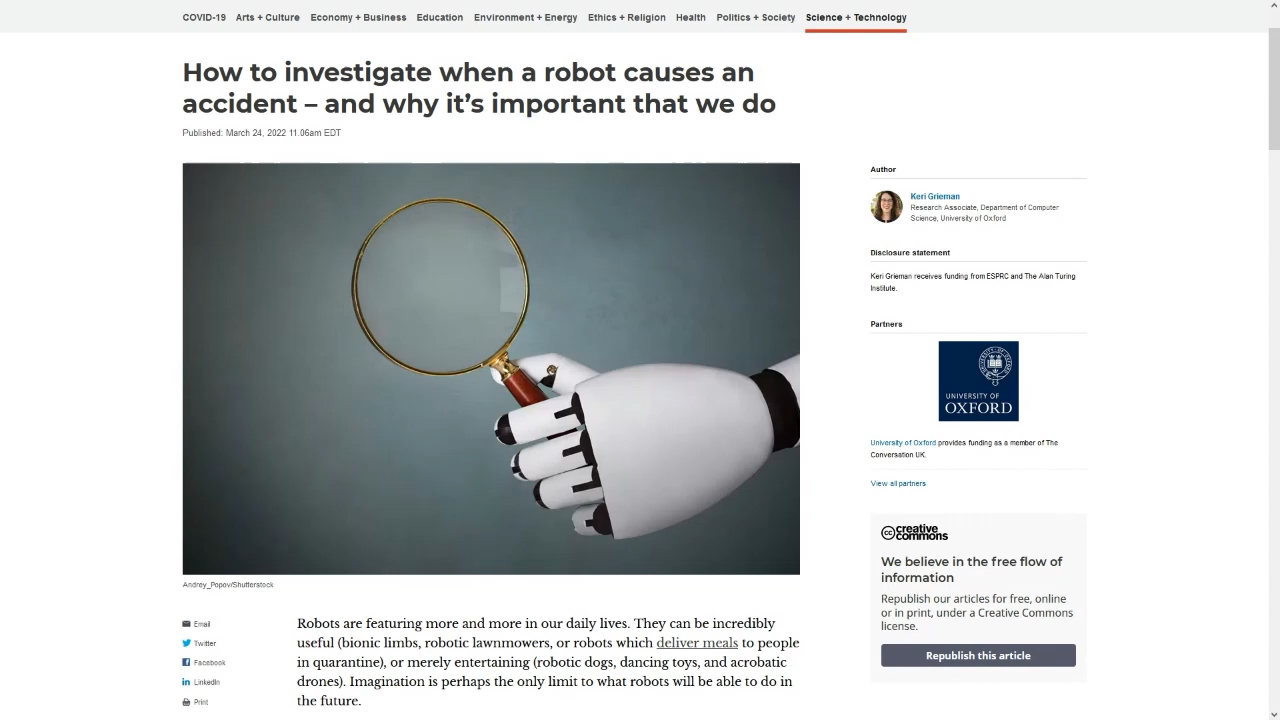 COVID-19 Arts + Culture Economy + Business Education Environment + Energy Ethics + Religion Health Politics + Society Science + Technology
How to investigate when a robot causes an
accident – and why it's important that we do
Published: March 24, 2022 11.06am EDT
Andrey_Popov/Shutterstock
Email
Twitter
Facebook
LinkedIn
Print
Robots are featuring more and more in our daily lives. They can be incredibly
useful (bionic limbs, robotic lawnmowers, or robots which deliver meals to people
in quarantine), or merely entertaining (robotic dogs, dancing toys, and acrobatic
drones). Imagination is perhaps the only limit to what robots will be able to do in
the future.
Author
Keri Grieman
Research Associate, Department of Computer
Science, University of Oxford
Disclosure statement
Keri Grieman receives funding from ESPRC and The Alan Turing
Institute.
Partners
UNIVERSITY OF
OXFORD
University of Oxford provides funding as a member of The
Conversation UK.
View all partners
cc creative
commons
We believe in the free flow of
information
Republish our articles for free, online
or in print, under a Creative Commons
license.
Republish this article